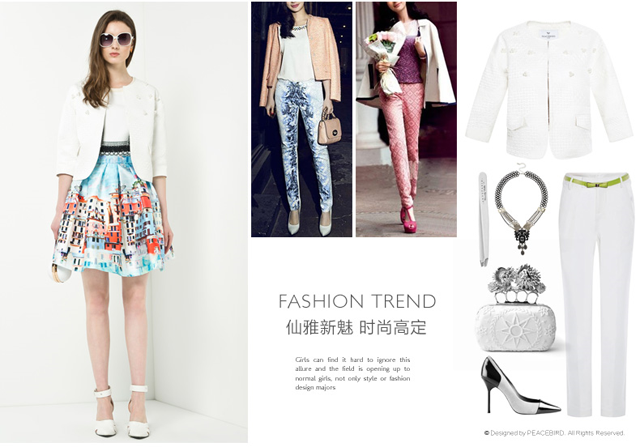 FASHION TREND
仙雅新魅 时尚高定
Girls can find it hard to ignore this
allure and the field is opening up to
normal girls, not only style or fashion
design majors
© Designed by PEACEBIRD. All Rights Reserved.